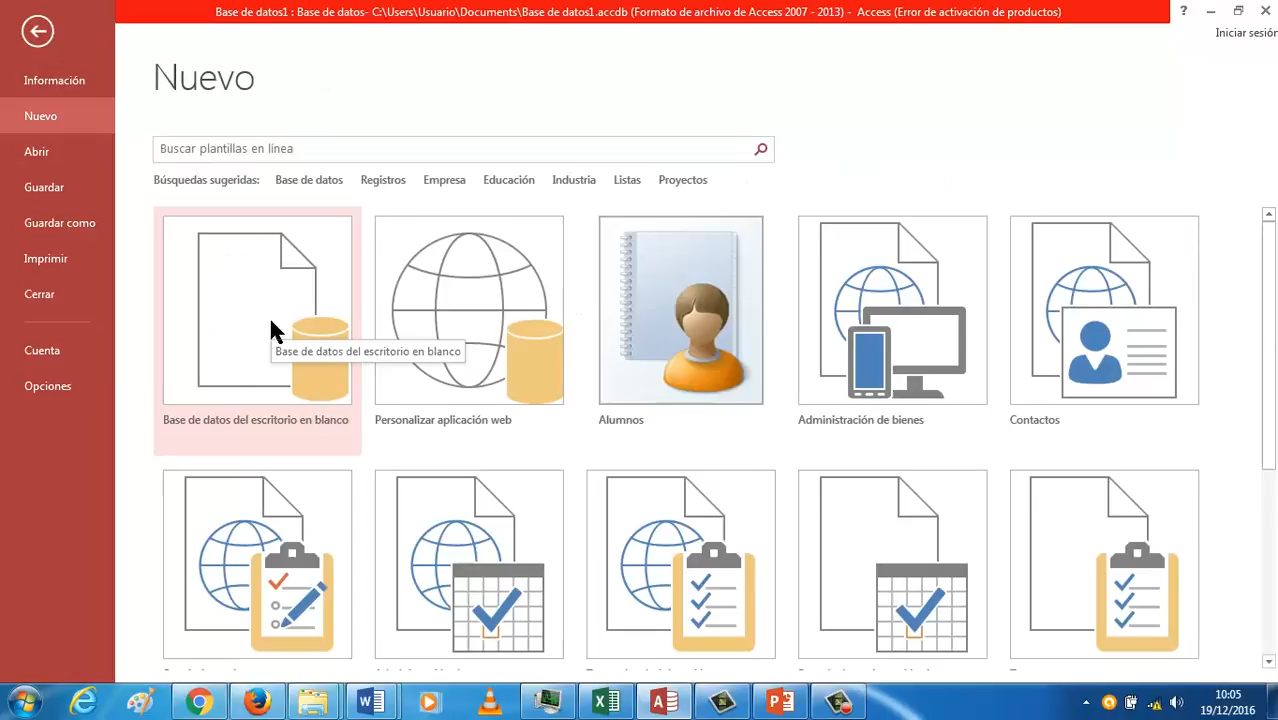 Base de datos1 : Base de datos- C:\Users\Usuario\Documents\Base de datos1.accdb (Formato de archivo de Access 2007 - 2013) - Access (Error de activación de productos)
?
Iniciar sesión
Información
Nuevo
Abrir
Guardar
Guardar como
Imprimir
Cerrar
Cuenta
Opciones
Nuevo
Buscar plantillas en línea
Búsquedas sugeridas: Base de datos Registros Empresa Educación Industria Listas Proyectos
Base de datos del escritorio en blanco
Base de datos del escritorio en blanco Personalizar aplicación web Alumnos Administración de bienes Contactos
10:05
19/12/2016